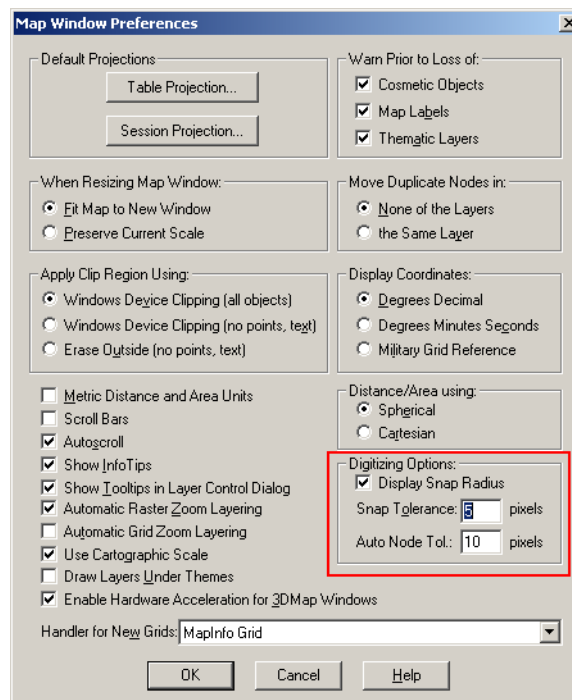 Map Window Preferences
Default Projections
Table Projection...
Session Projection...
Warn Prior to Loss of:
Cosmetic Objects
Map Labels
Thematic Layers
When Resizing Map Window:
Fit Map to New Window
Preserve Current Scale
Move Duplicate Nodes in:
None of the Layers
the Same Layer
Apply Clip Region Using:
Windows Device Clipping (all objects)
Windows Device Clipping (no points, text)
Erase Outside (no points, text)
Display Coordinates:
Degrees Decimal
Degrees Minutes Seconds
Military Grid Reference
Metric Distance and Area Units
Scroll Bars
Autoscroll
Show InfoTips
Show Tooltips in Layer Control Dialog
Automatic Raster Zoom Layering
Automatic Grid Zoom Layering
Use Cartographic Scale
Draw Layers Under Themes
Enable Hardware Acceleration for 3DMap Windows
Distance/Area using:
Spherical
Cartesian
Digitizing Options:
Display Snap Radius
Snap Tolerance: 5 pixels
Auto Node Tol.: 10 pixels
Handler for New Grids: MapInfo Grid
OK Cancel Help